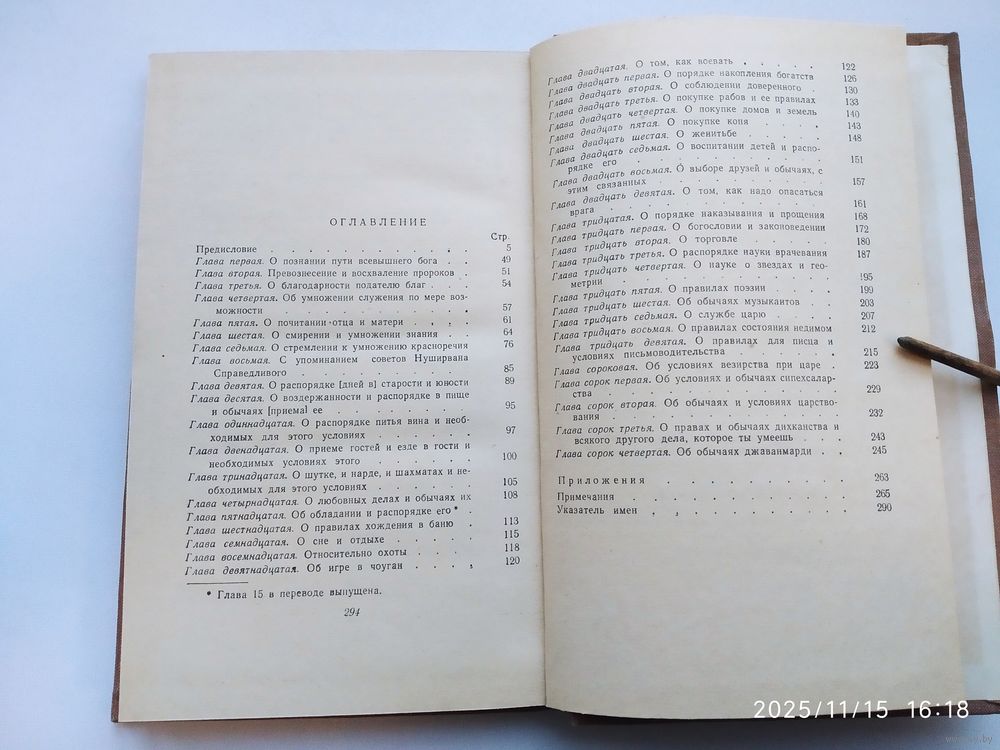 ОГЛАВЛЕНИЕ
Стр.
Предисловие . . . . . . . . . . 5
Глава первая. О познании пути всевышнего бога . . 49
Глава вторая. Превознесение и восхваление пророков . 51
Глава третья. О благодарности подателю благ . . . 54
Глава четвертая. Об умножении служения по мере воз-
можности . . . . . . . . . . 57
Глава пятая. О почитании отца и матери . . . . 61
Глава шестая. О смирении и умножении знания . . . 64
Глава седьмая. О стремлении к умножению красноречия 76
Глава восьмая. С упоминанием советов Нуширвана
Справедливого . . . . . . . . 85
Глава девятая. О распорядке [дней в] старости и юности 89
Глава десятая. О воздержанности и распорядке в пище
и обычаях [приема] ее . . . . . . 95
Глава одиннадцатая. О распорядке питья вина и необ-
ходимых для этого условиях . . . . . 97
Глава двенадцатая. О приеме гостей и езде в гости и
необходимых условиях этого . . . . . 100
Глава тринадцатая. О шутке, и нарде, и шахматах и не-
обходимых для этого условиях . . . . 105
Глава четырнадцатая. О любовных делах и обычаях их 108
Глава пятнадцатая. Об обладании и распорядке его* .
Глава шестнадцатая. О правилах хождения в баню . 113
Глава семнадцатая. О сне и отдыхе . . . . 115
Глава восемнадцатая. Относительно охоты . . . 118
Глава девятнадцатая. Об игре в чоуган . . . . 120
* Глава 15 в переводе выпущена.
294
Глава двадцатая. О том, как воевать . . . . . 122
Глава двадцать первая. О порядке накопления богатств 126
Глава двадцать вторая. О соблюдении доверенного . 130
Глава двадцать третья. О покупке рабов и ее правилах 133
Глава двадцать четвертая. О покупке домов и земель 140
Глава двадцать пятая. О покупке коня . . . . 143
Глава двадцать шестая. О женитьбе . . . . . 148
Глава двадцать седьмая. О воспитании детей и распо-
рядке его . . . . . . . . . 151
Глава двадцать восьмая. О выборе друзей и обычаях, с
этим связанных . . . . . . . . 157
Глава двадцать девятая. О том, как надо опасаться
врага . . . . . . . . . . 161
Глава тридцатая. О порядке наказывания и прощения 168
Глава тридцать первая. О богословии и законоведении 172
Глава тридцать вторая. О торговле . . . . . 180
Глава тридцать третья. О распорядке науки врачевания 187
Глава тридцать четвертая. О науке о звездах и гео-
метрии . . . . . . . . . . 195
Глава тридцать пятая. О правилах поэзии . . . 199
Глава тридцать шестая. Об обычаях музыкантов . . 203
Глава тридцать седьмая. О службе царю . . . . 207
Глава тридцать восьмая. О правилах состояния недимом 212
Глава тридцать девятая. О правилах для писца и
условиях письмоводительства . . . . . 215
Глава сороковая. Об условиях везирства при царе . 223
Глава сорок первая. Об условиях и обычаях сипехсалар-
ства . . . . . . . . . . 229
Глава сорок вторая. Об обычаях и условиях царство-
вания . . . . . . . . . . 232
Глава сорок третья. О правах и обычаях дихканства и
всякого другого дела, которое ты умеешь . . . 243
Глава сорок четвертая. Об обычаях джаванмарди . . 245
Приложения . . . . . . . . . 263
Примечания . . . . . . . . . 265
Указатель имен . . . . . . . . . 290
2025/11/15 16:18